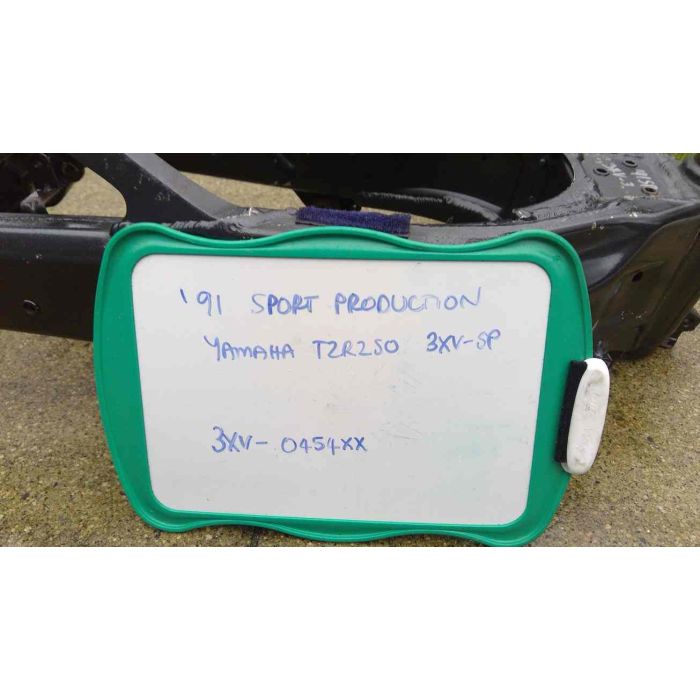 '91 SPORT PRODUCTION
YAMAHA TZR250 3XV-SP
3XV-0454XX